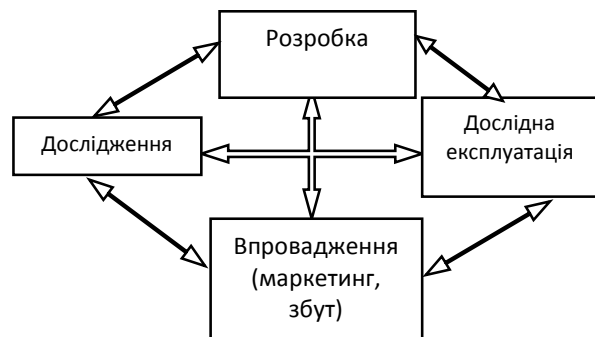 Розробка
Дослідження
Дослідна
експлуатація
Впровадження
(маркетинг,
збут)